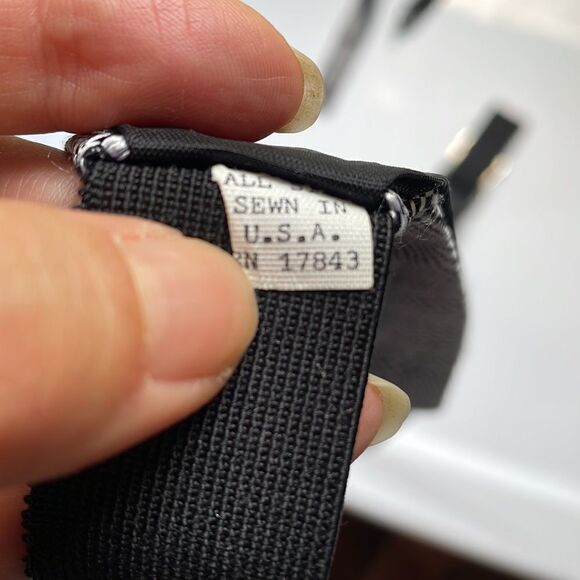 ALL
SEWN IN
U.S.A.
RN 17843